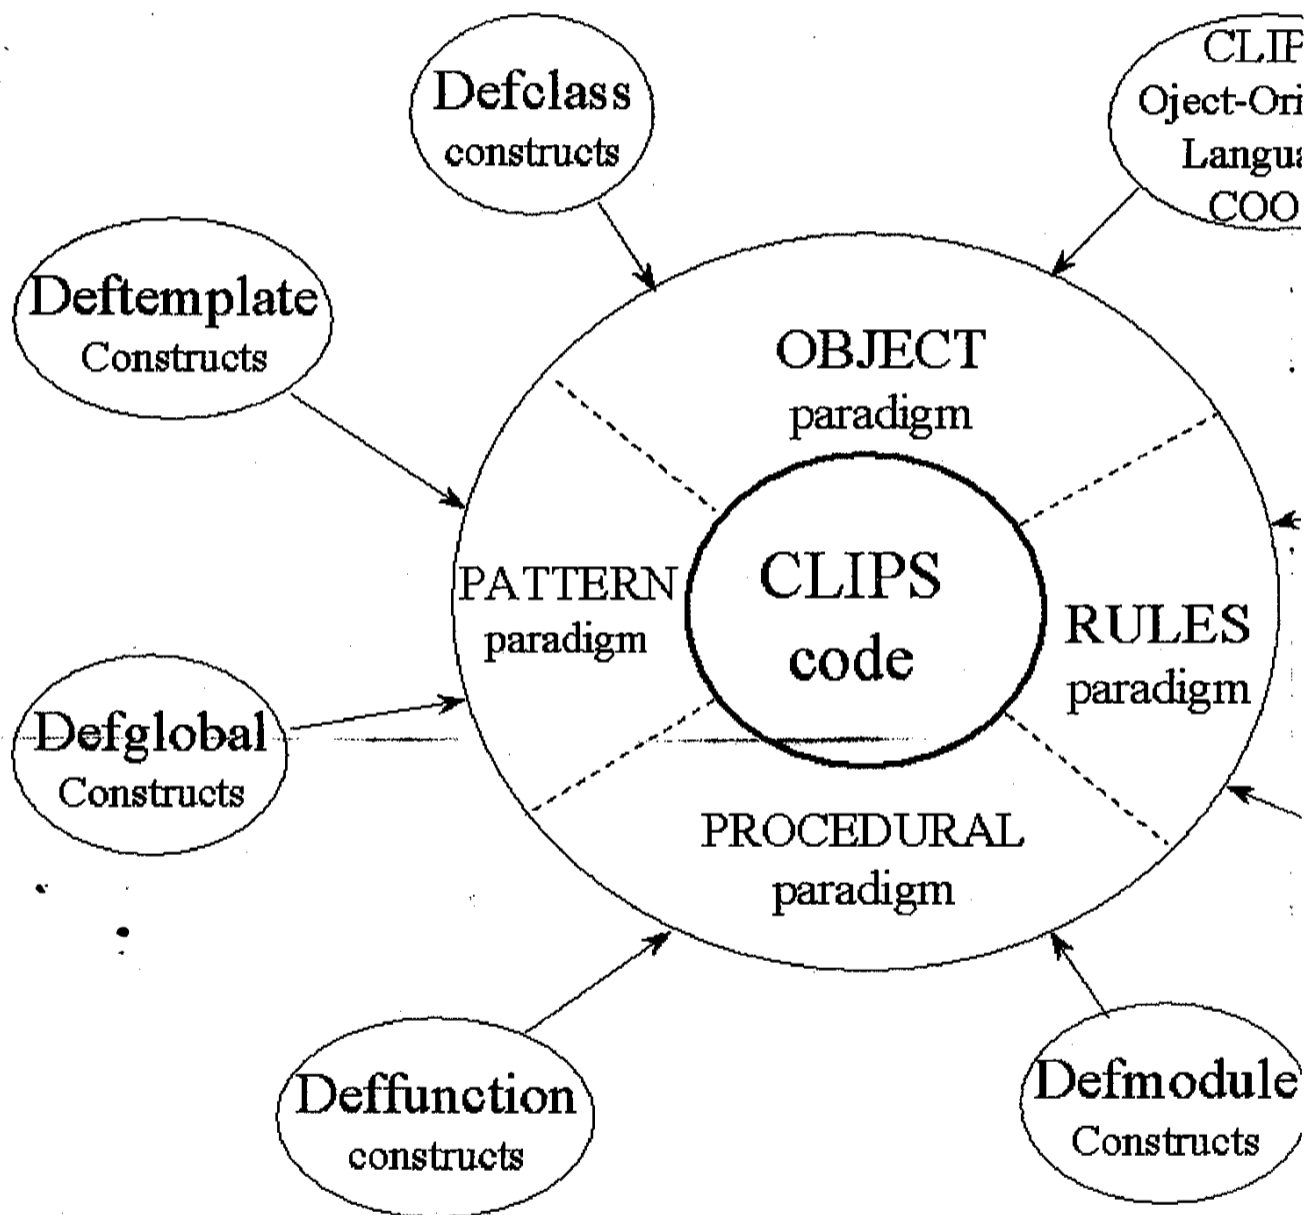 Defclass
constructs
CLIP
Oject-Ori
Langua
COO
Deftemplate
Constructs
OBJECT
paradigm
PATTERN
paradigm
CLIPS
code
RULES
paradigm
Defglobal
Constructs
PROCEDURAL
paradigm
Deffunction
constructs
Defmodule
Constructs